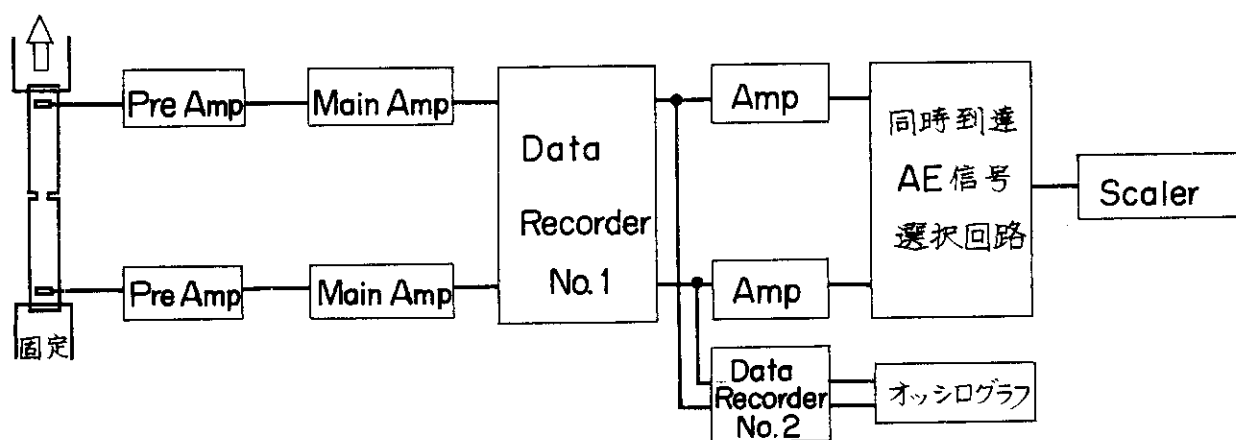 Pre Amp
Main Amp
Data
Recorder
No.1
Amp
同時到達
AE信号
選択回路
Scaler
Pre Amp
Main Amp
Amp
固定
Data
Recorder
No.2
オッシログラフ